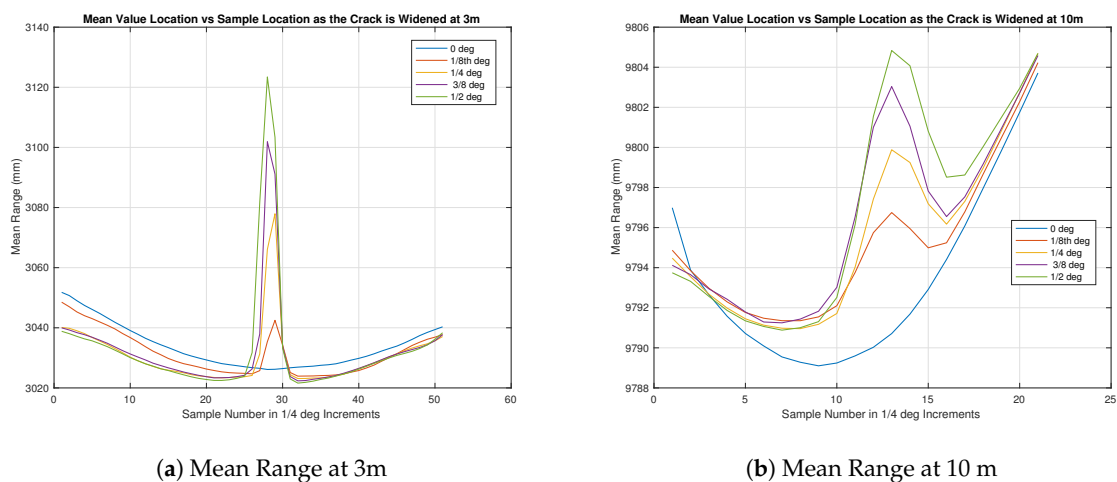 Mean Value Location vs Sample Location as the Crack is Widened at 3m
3140
3120
3100
3080
3060
3040
3020
Mean Range (mm)
0
10
20
30
40
50
60
Sample Number in 1/4 deg Increments
0 deg
1/8th deg
1/4 deg
3/8 deg
1/2 deg
(a) Mean Range at 3m
Mean Value Location vs Sample Location as the Crack is Widened at 10m
9806
9804
9802
9800
9798
9796
9794
9792
9790
9788
Mean Range (mm)
0
5
10
15
20
25
Sample Number in 1/4 deg Increments
0 deg
1/8th deg
1/4 deg
3/8 deg
1/2 deg
(b) Mean Range at 10 m